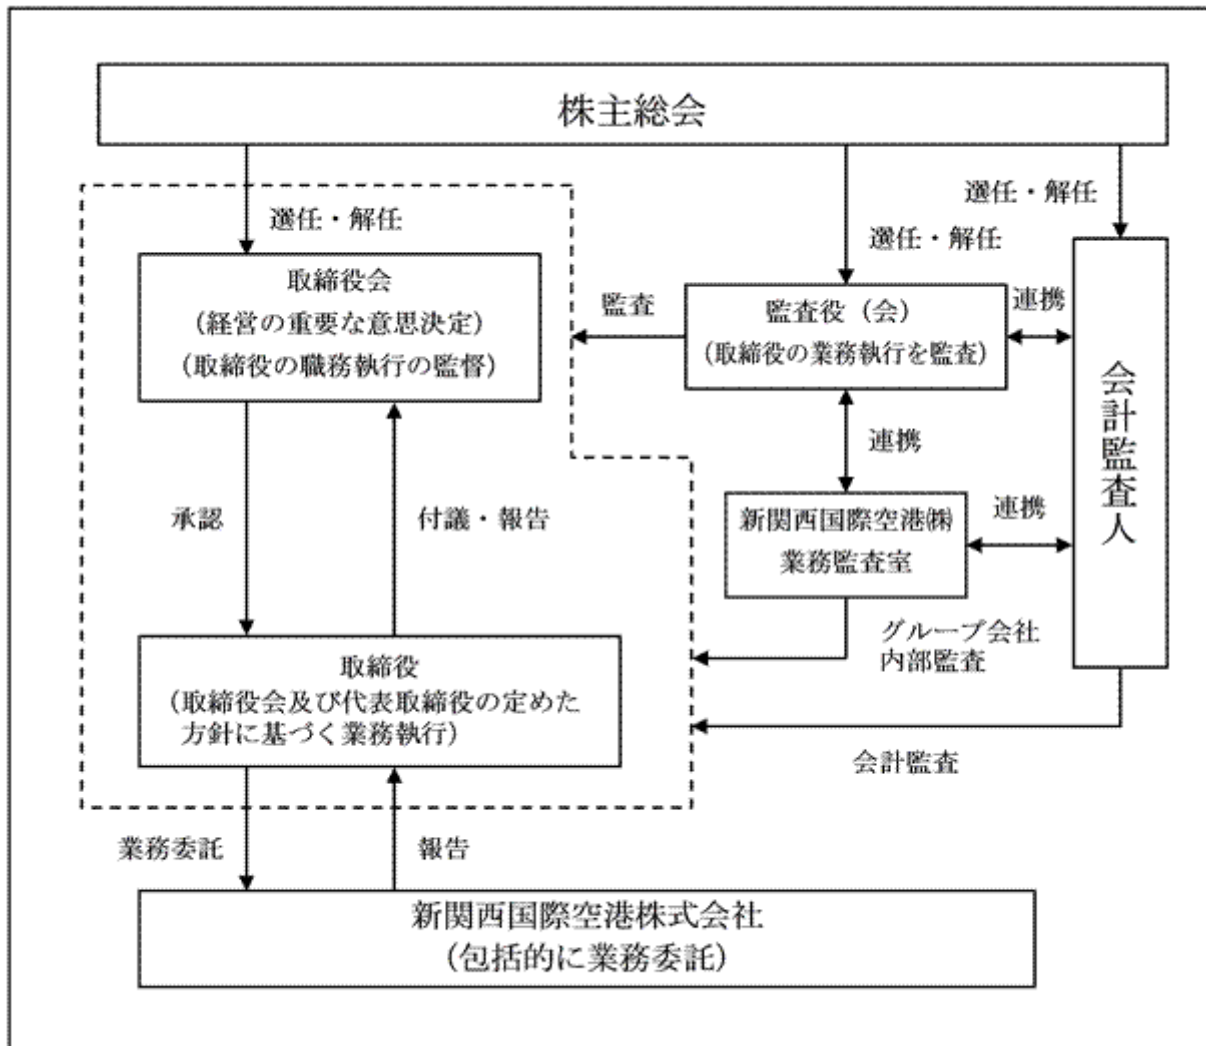 株主総会
選任・解任
選任・解任
選任・解任
取締役会
（経営の重要な意思決定）
（取締役の職務執行の監督）
監査
監査役（会）
（取締役の業務執行を監査）
連携
会計監査人
連携
新関西国際空港㈱
業務監査室
連携
承認
付議・報告
グループ会社
内部監査
取締役
（取締役会及び代表取締役の定めた
方針に基づく業務執行）
会計監査
業務委託
報告
新関西国際空港株式会社
（包括的に業務委託）